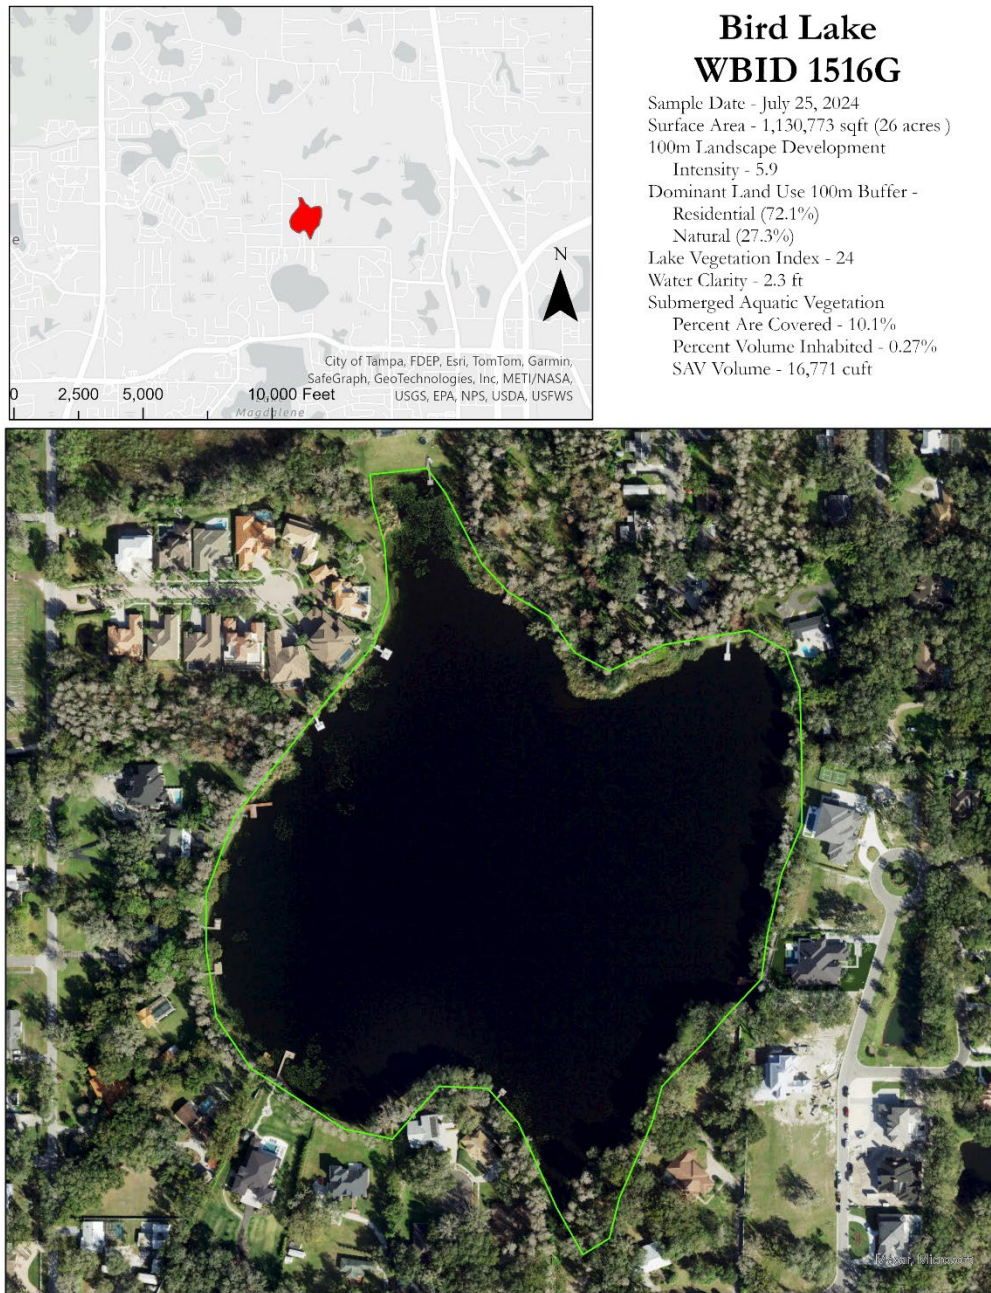 Bird Lake
WBID 1516G
Sample Date - July 25, 2024
Surface Area - 1,130,773 sqft (26 acres )
100m Landscape Development
Intensity - 5.9
Dominant Land Use 100m Buffer -
Residential (72.1%)
Natural (27.3%)
Lake Vegetation Index - 24
Water Clarity - 2.3 ft
Submerged Aquatic Vegetation
Percent Are Covered - 10.1%
Percent Volume Inhabited - 0.27%
SAV Volume - 16,771 cuft
e
N
City of Tampa, FDEP, Esri, TomTom, Garmin,
SafeGraph, GeoTechnologies, Inc, METI/NASA,
USGS, EPA, NPS, USDA, USFWS
0 2,500 5,000 10,000 Feet
Magdalene
Maxar, Microsoft